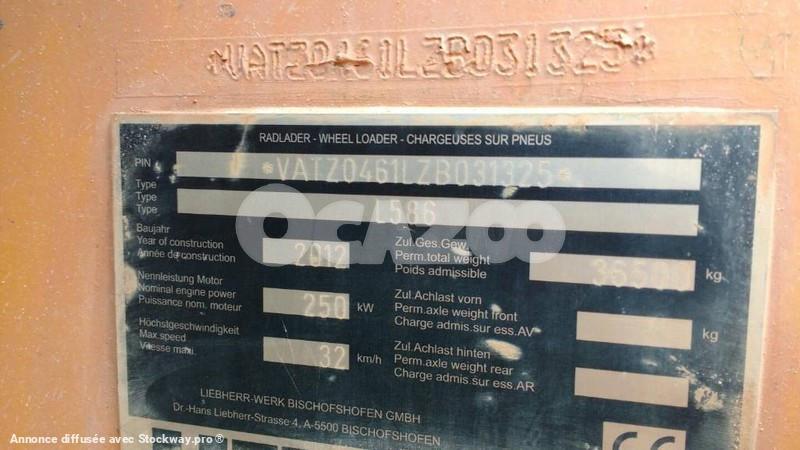 *VATZ0461LZB031325*
RADLADER - WHEEL LOADER - CHARGEUSES SUR PNEUS
PIN *VATZ0461LZB031325*
Type
Type L586
Type
Baujahr
Year of construction 2012
Année de construction
Zul.Ges.Gew.
Perm.total weight kg
Poids admissible
Nennleistung Motor
Nominal engine power 250 kW
Puissance nom. moteur
Zul.Achlast vorn
Perm.axle weight front kg
Charge admis.sur ess.AV
Höchstgeschwindigkeit
Max.speed 32 km/h
Vitesse maxi.
Zul.Achlast hinten
Perm.axle weight rear
Charge admis.sur ess.AR
LIEBHERR-WERK BISCHOFSHOFEN GMBH
Dr.-Hans Liebherr-Strasse 4, A-5500 BISCHOFSHOFEN
CE
OCAZOO
Annonce diffusée avec Stockway.pro®